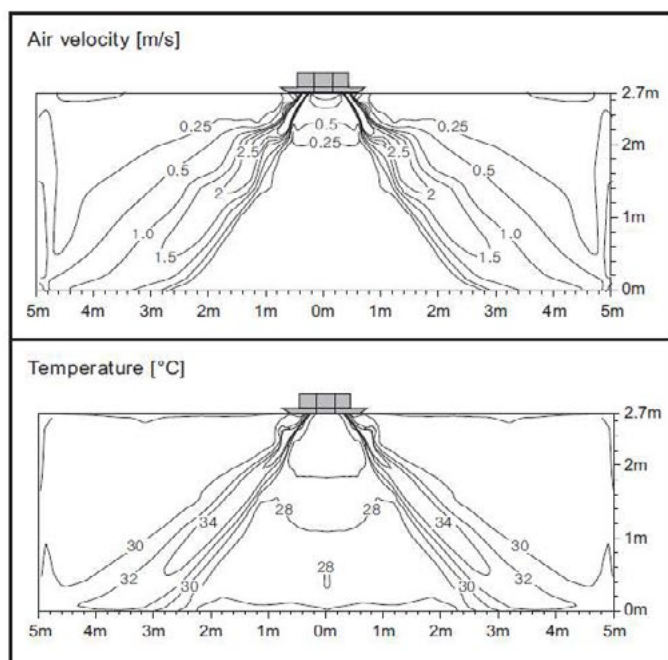 Air velocity [m/s]
2.7m
0.25 0.5 0.25
2.5 0.25 2.5 2m
0.5 0.5
2 2
1.0 1.0 1m
1.5 1.5
0m
5m 4m 3m 2m 1m 0m 1m 2m 3m 4m 5m
Temperature [°C]
2.7m
2m
34 28 28 34
30 30 1m
32 30 28 30 32
0m
5m 4m 3m 2m 1m 0m 1m 2m 3m 4m 5m